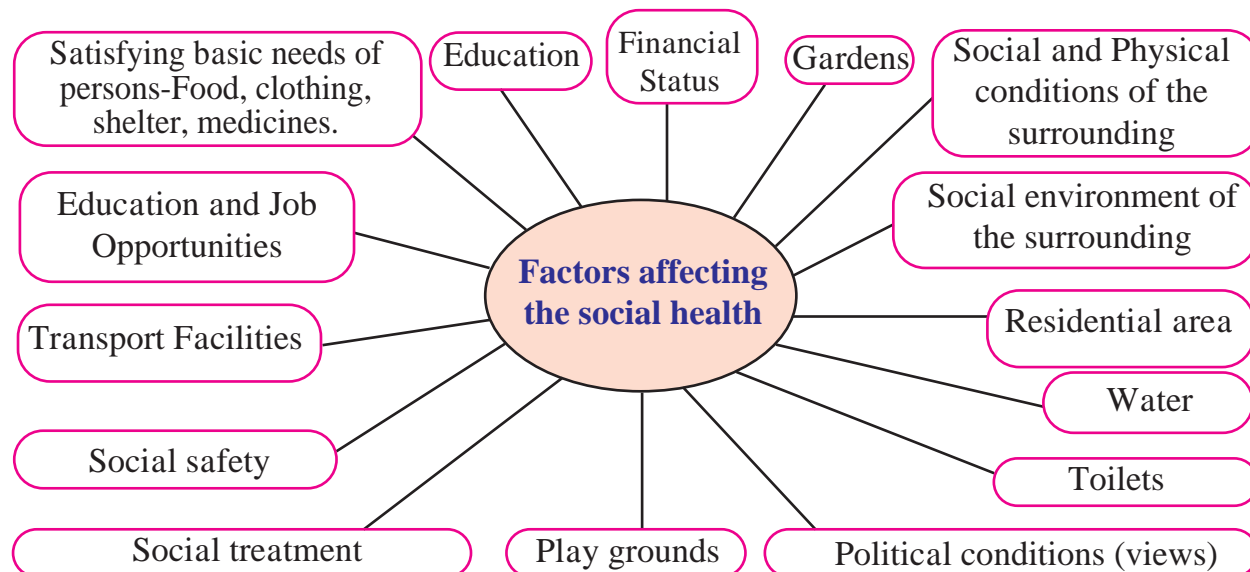 Satisfying basic needs of
persons-Food, clothing,
shelter, medicines.
Education
Financial
Status
Gardens
Social and Physical
conditions of the
surrounding
Education and Job
Opportunities
Social environment of
the surrounding
Factors affecting
the social health
Transport Facilities
Residential area
Water
Social safety
Toilets
Social treatment
Play grounds
Political conditions (views)